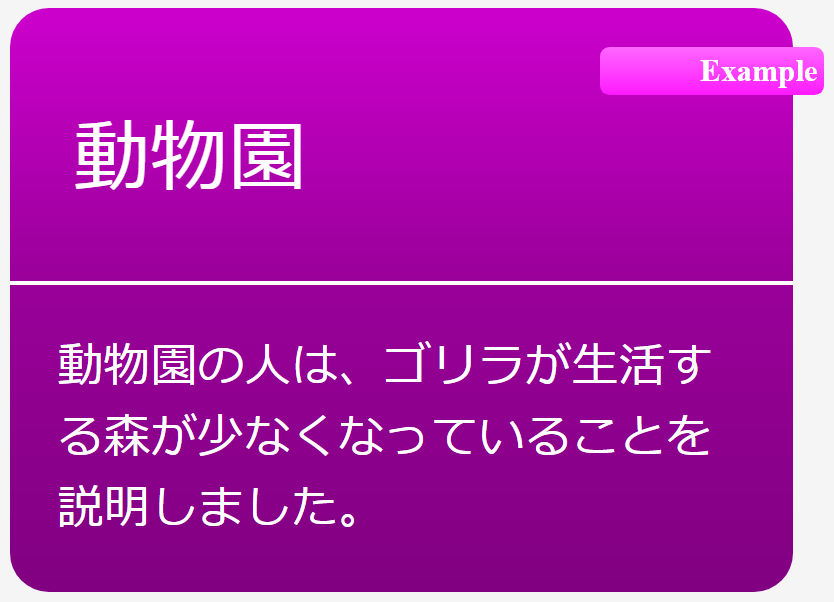 Example
動物園
動物園の人は、ゴリラが生活す
る森が少なくなっていることを
説明しました。